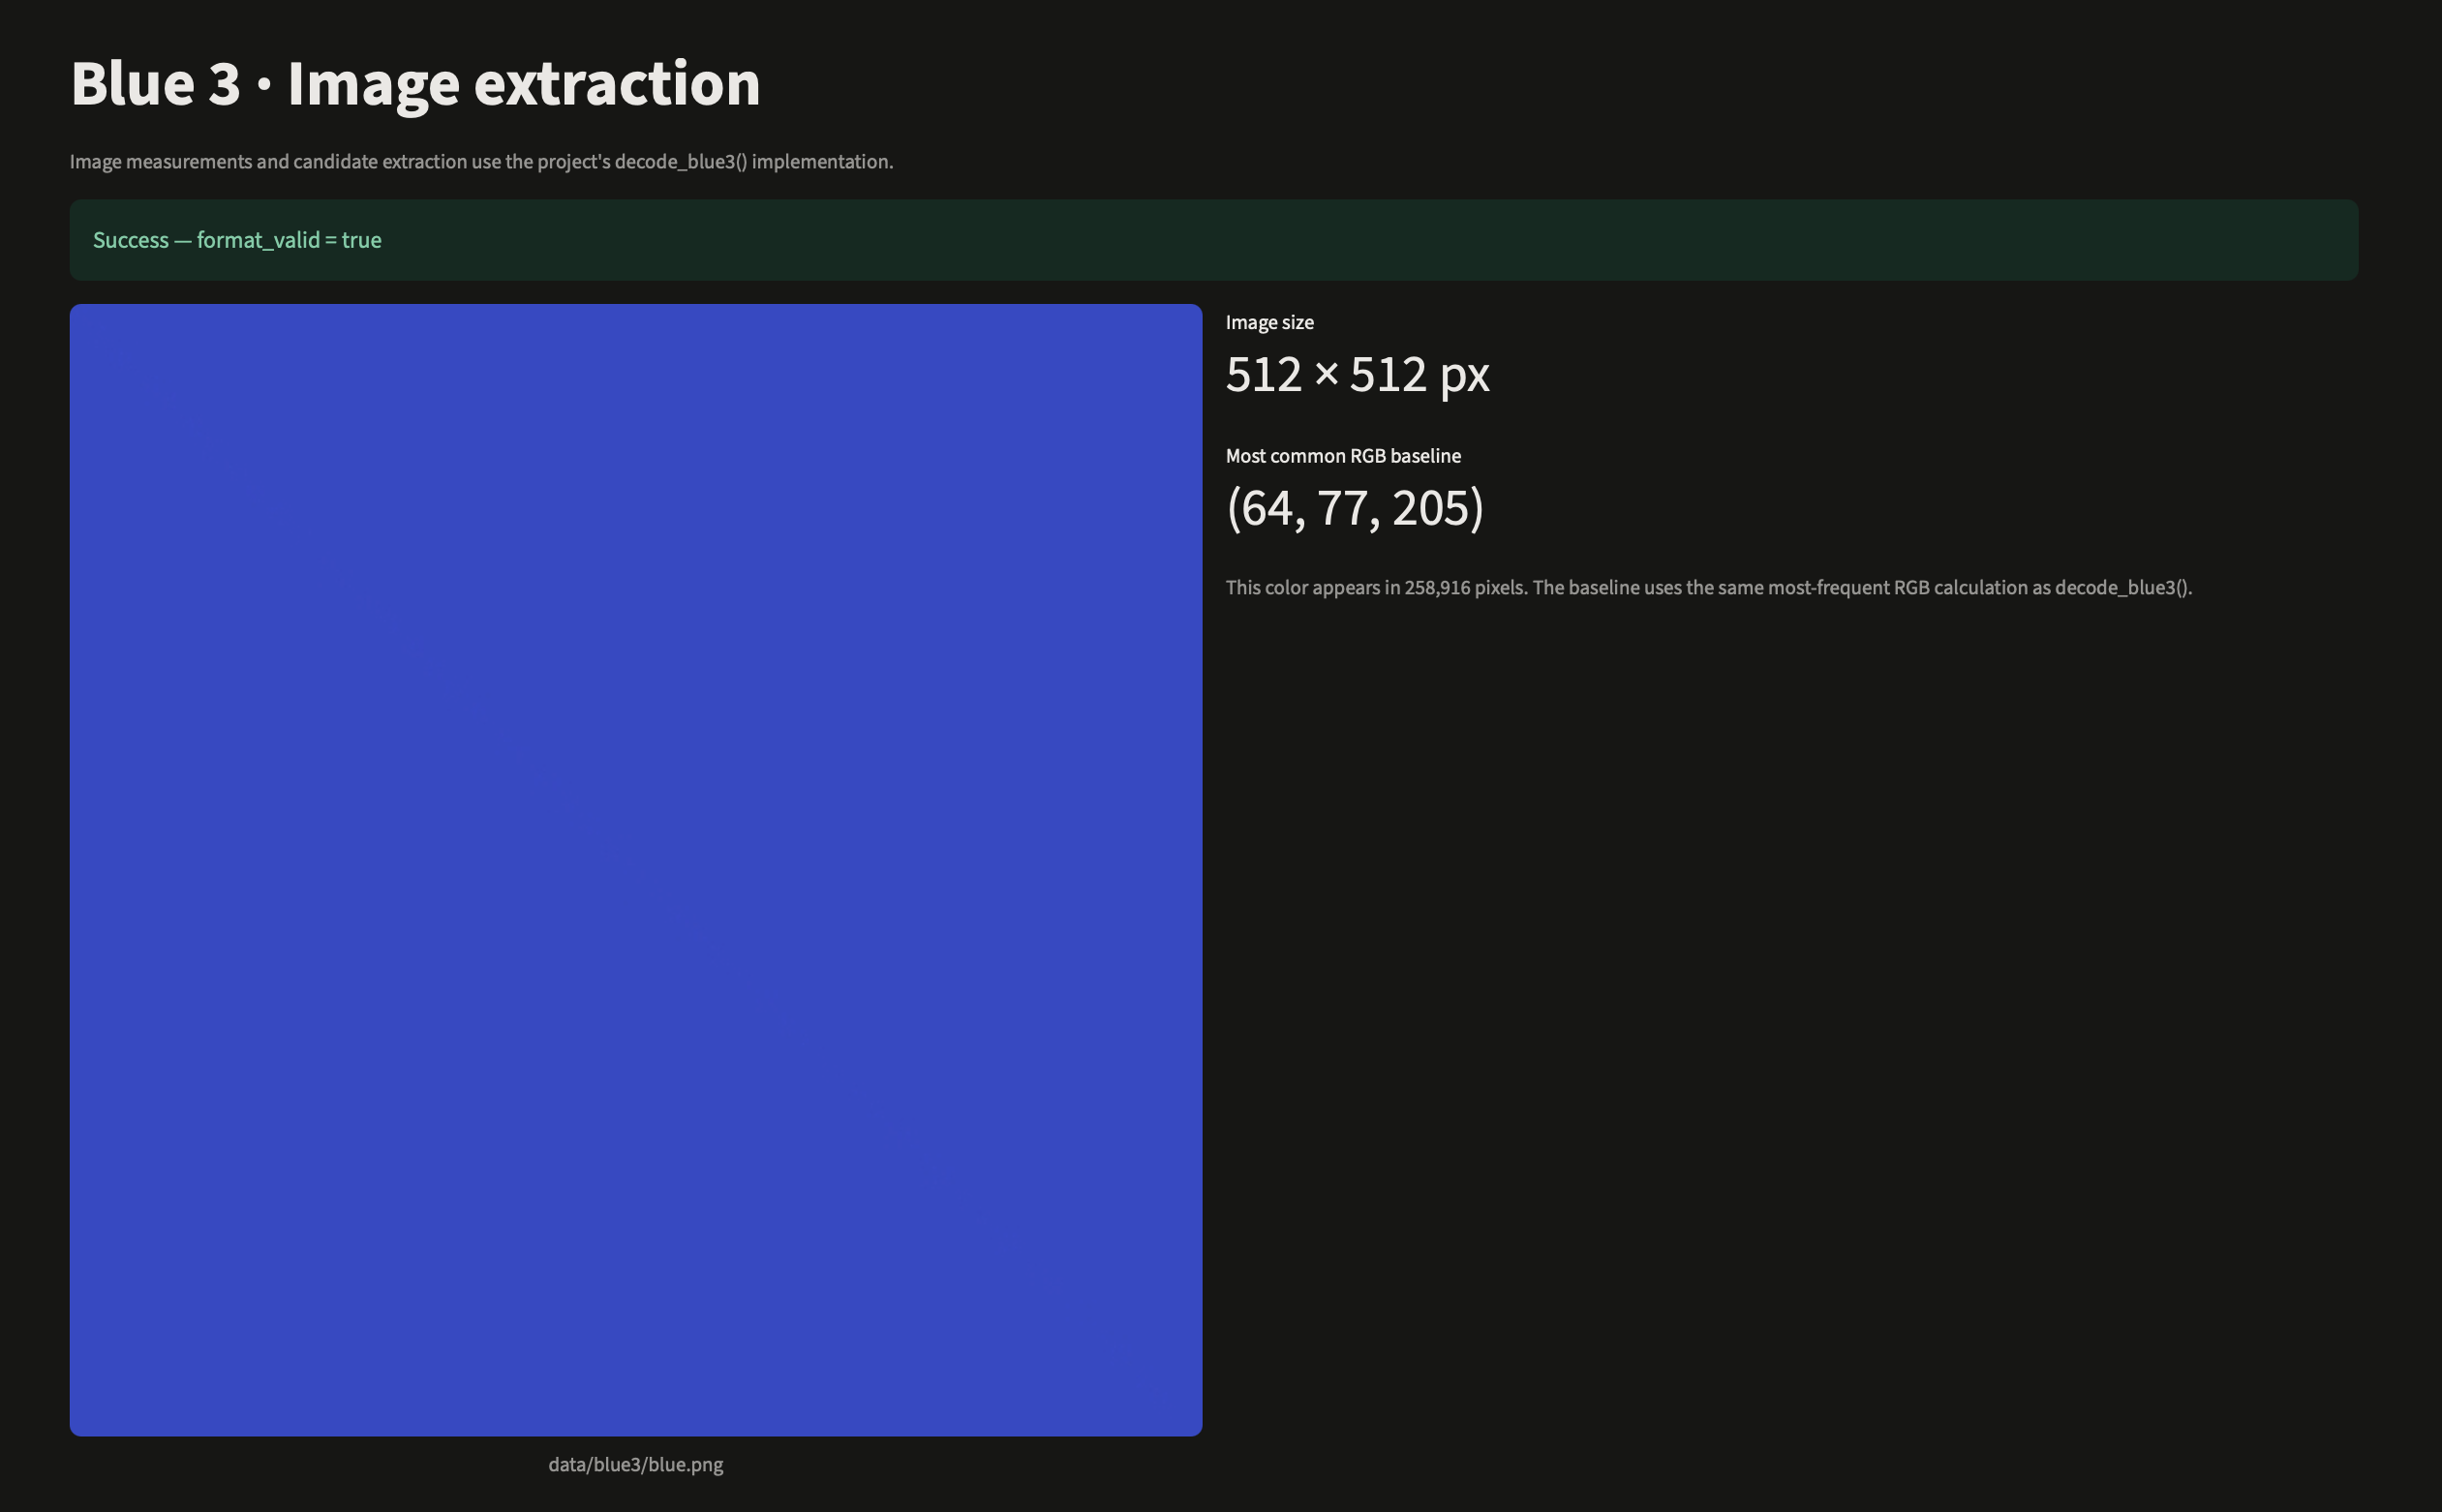 Blue 3 · Image extraction
Image measurements and candidate extraction use the project's decode_blue3() implementation.
Success — format_valid = true
Image size
512 × 512 px
Most common RGB baseline
(64, 77, 205)
This color appears in 258,916 pixels. The baseline uses the same most-frequent RGB calculation as decode_blue3().
data/blue3/blue.png